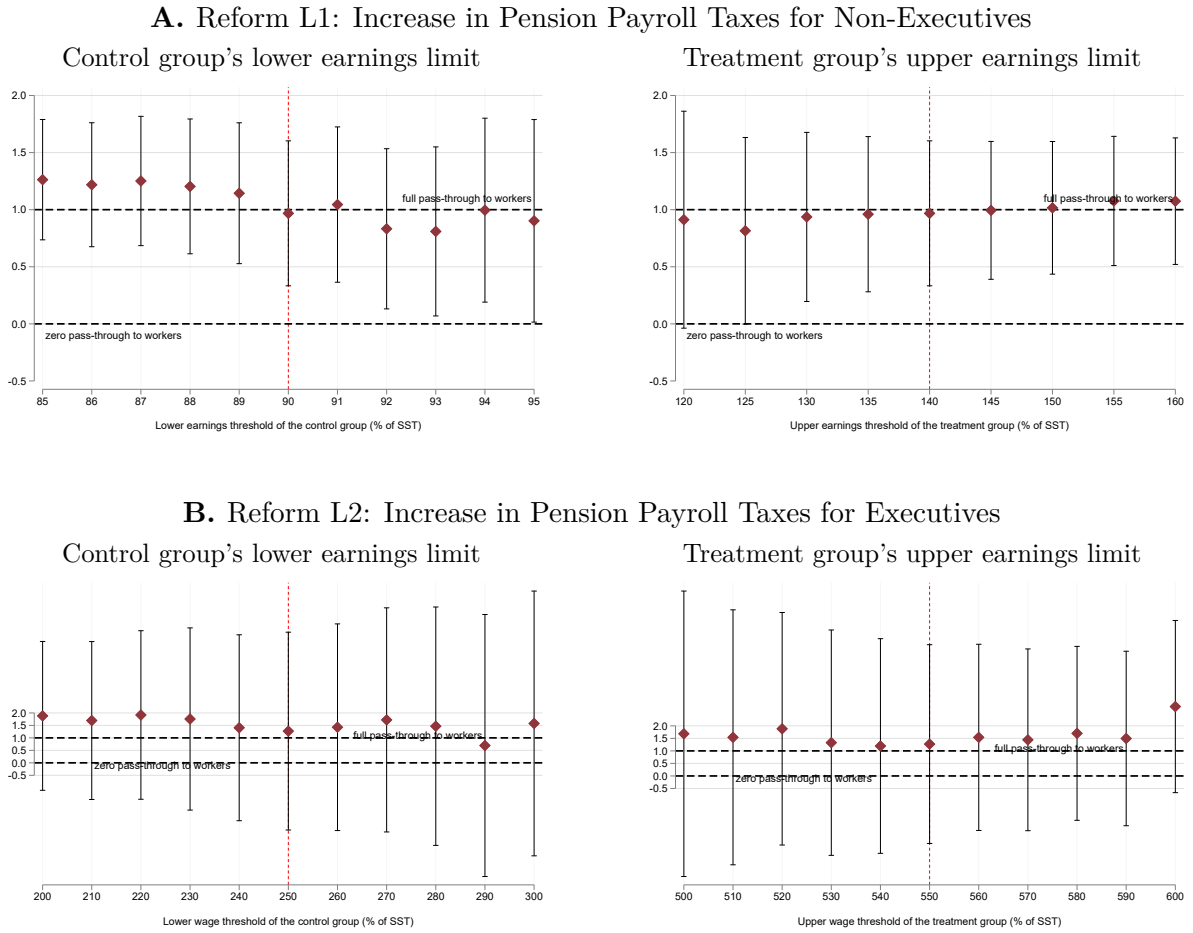 A. Reform L1: Increase in Pension Payroll Taxes for Non-Executives
Control group's lower earnings limit
2.0
1.5
1.0
0.5
0.0
-0.5
full pass-through to workers
zero pass-through to workers
85 86 87 88 89 90 91 92 93 94 95
Lower earnings threshold of the control group (% of SST)
Treatment group's upper earnings limit
2.0
1.5
1.0
0.5
0.0
-0.5
full pass-through to workers
zero pass-through to workers
120 125 130 135 140 145 150 155 160
Upper earnings threshold of the treatment group (% of SST)
B. Reform L2: Increase in Pension Payroll Taxes for Executives
Control group's lower earnings limit
2.0
1.5
1.0
0.5
0.0
-0.5
full pass-through to workers
zero pass-through to workers
200 210 220 230 240 250 260 270 280 290 300
Lower wage threshold of the control group (% of SST)
Treatment group's upper earnings limit
2.0
1.5
1.0
0.5
0.0
-0.5
full pass-through to workers
zero pass-through to workers
500 510 520 530 540 550 560 570 580 590 600
Upper wage threshold of the treatment group (% of SST)